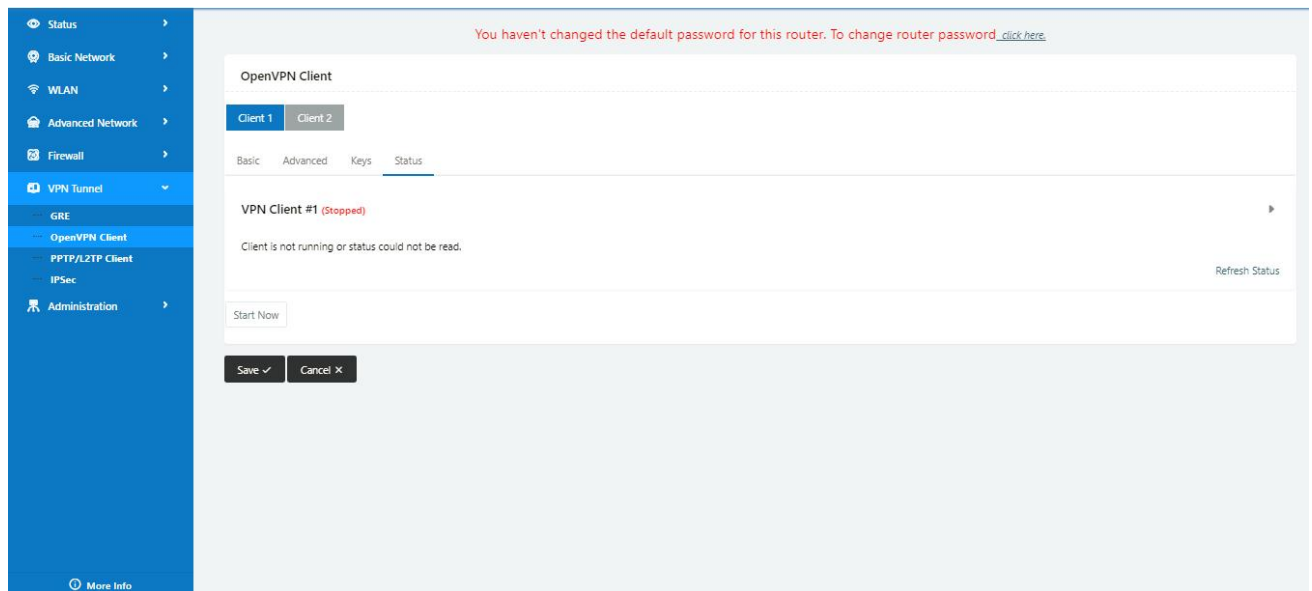 You haven't changed the default password for this router. To change router password click here.
Status
Basic Network
WLAN
Advanced Network
Firewall
VPN Tunnel
GRE
OpenVPN Client
PPTP/L2TP Client
IPSec
Administration
More Info
OpenVPN Client
Client 1 Client 2
Basic Advanced Keys Status
VPN Client #1 (Stopped)
Client is not running or status could not be read.
Refresh Status
Start Now
Save ✓ Cancel ✕